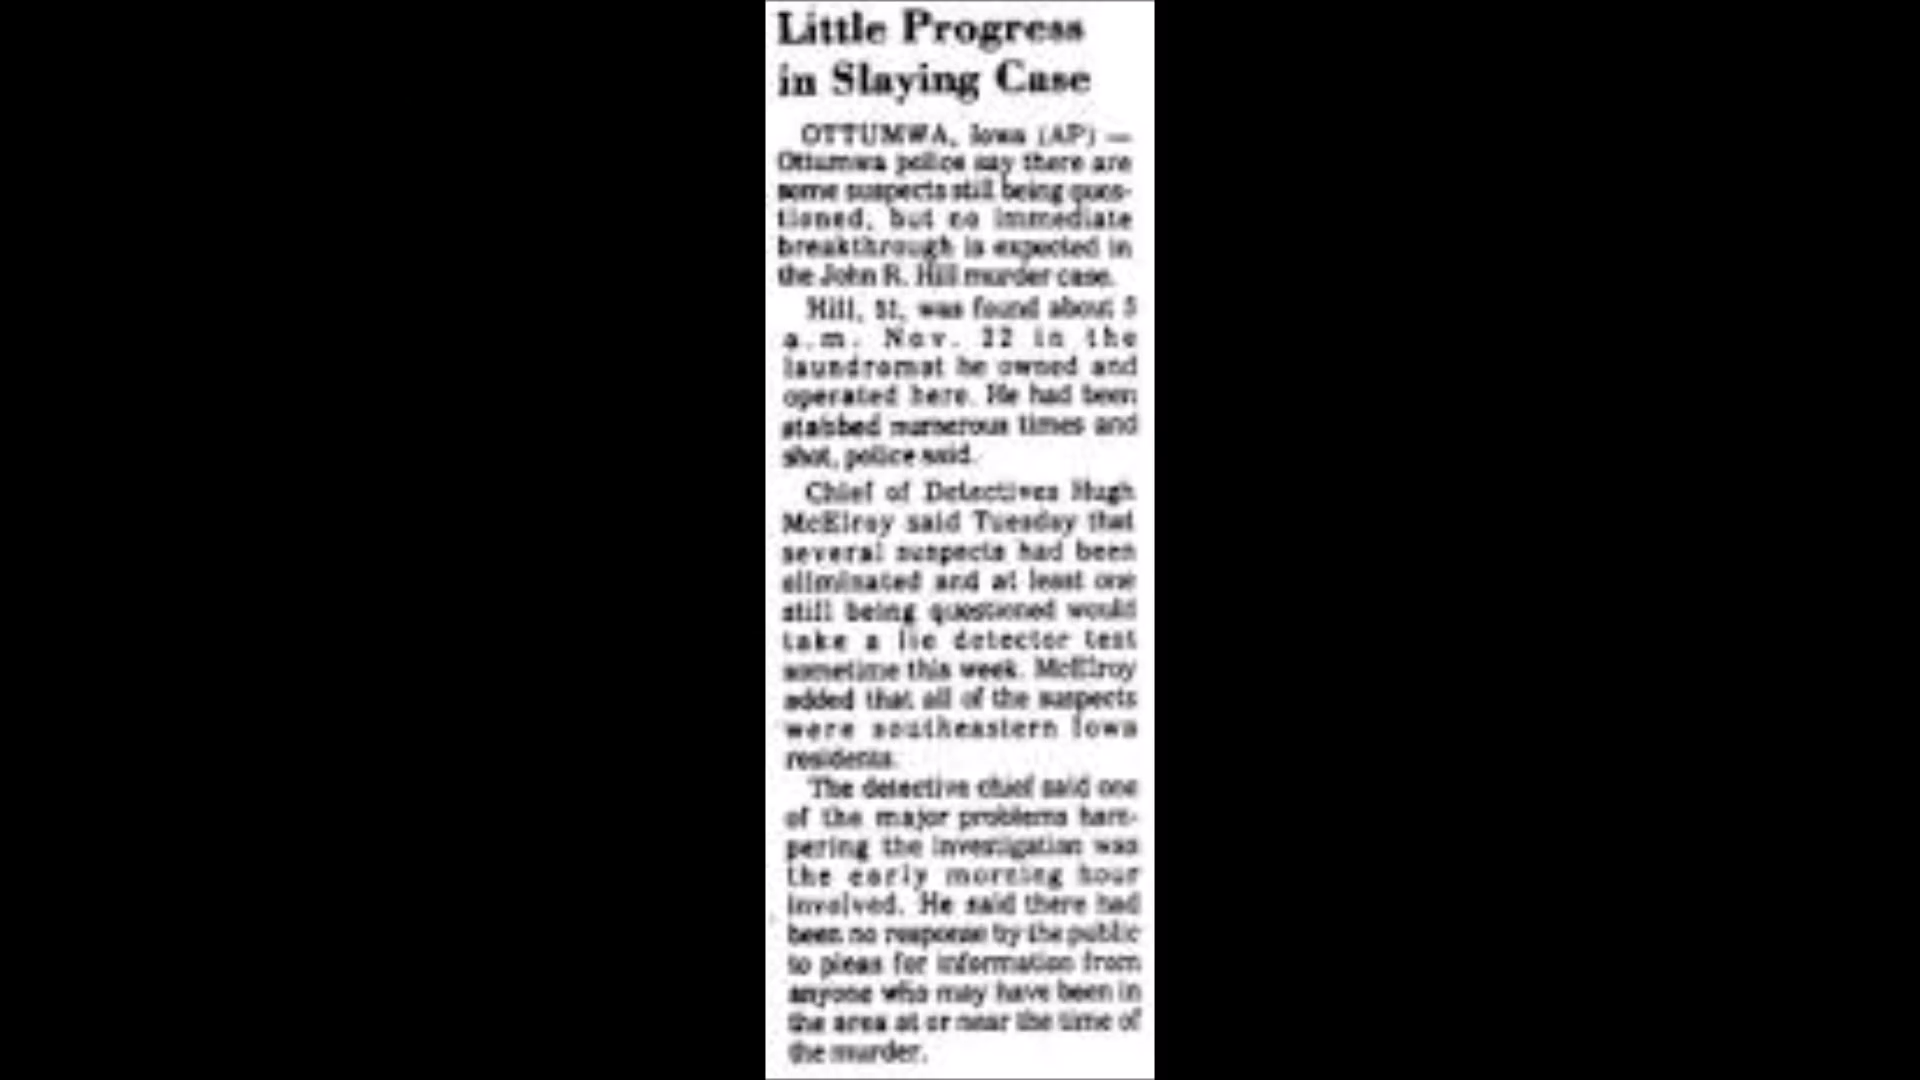 Little Progress
in Slaying Case
OTTUMWA, Iowa (AP) —
Ottumwa police say there are
some suspects still being ques-
tioned, but no immediate
breakthrough is expected in
the John R. Hill murder case.
Hill, 51, was found about 5
a.m. Nov. 22 in the
laundromat he owned and
operated here. He had been
stabbed numerous times and
shot, police said.
Chief of Detectives Hugh
McElroy said Tuesday that
several suspects had been
eliminated and at least one
still being questioned would
take a lie detector test
sometime this week. McElroy
added that all of the suspects
were southeastern Iowa
residents.
The detective chief said one
of the major problems ham-
pering the investigation was
the early morning hour
involved. He said there had
been no response by the public
to pleas for information from
anyone who may have been in
the area at or near the time of
the murder.